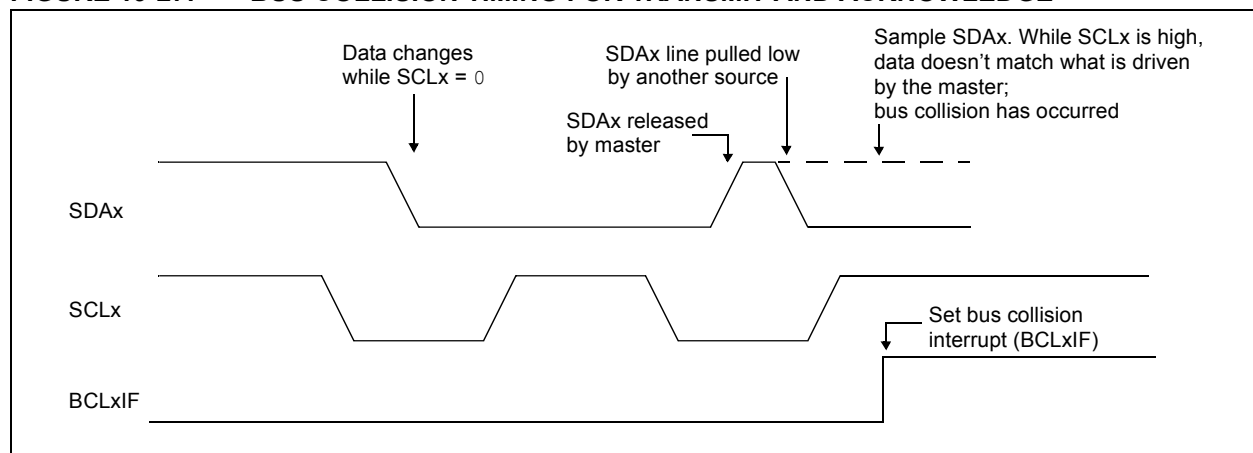 Data changes
while SCLx = 0
SDAx line pulled low
by another source
Sample SDAx. While SCLx is high,
data doesn't match what is driven
by the master;
bus collision has occurred
SDAx released
by master
SDAx
SCLx
Set bus collision
interrupt (BCLxIF)
BCLxIF